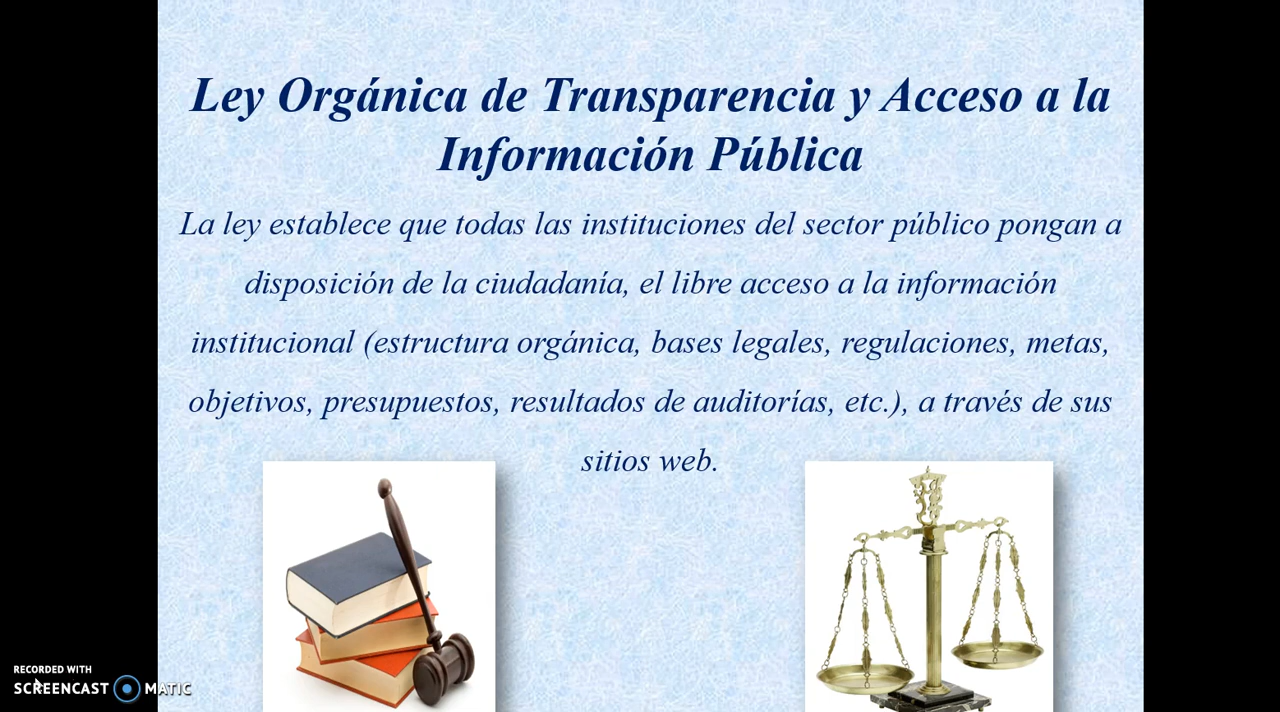 Ley Orgánica de Transparencia y Acceso a la
Información Pública
La ley establece que todas las instituciones del sector público pongan a
disposición de la ciudadanía, el libre acceso a la información
institucional (estructura orgánica, bases legales, regulaciones, metas,
objetivos, presupuestos, resultados de auditorías, etc.), a través de sus
sitios web.
RECORDED WITH
SCREENCAST MATIC